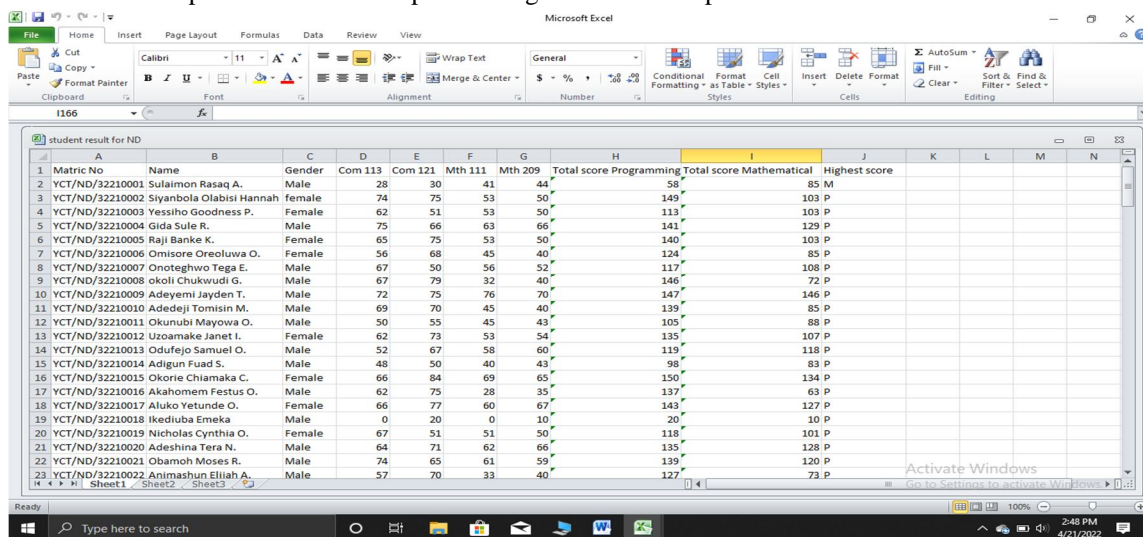 Microsoft Excel
File Home Insert Page Layout Formulas Data Review View
Cut
Copy
Format Painter
Paste
Clipboard
Calibri 11
Font
Wrap Text
Merge & Center
Alignment
General
Number
Conditional Formatting
Format as Table
Cell Styles
Styles
Insert Delete Format
Cells
Σ AutoSum
Fill
Clear
Sort & Filter
Find & Select
Editing
I166 fx
student result for ND
A B C D E F G H I J K L M N
1 Matric No Name Gender Com 113 Com 121 Mth 111 Mth 209 Total score Programming Total score Mathematical Highest score
2 YCT/ND/32210001 Sulaimon Rasaq A. Male 28 30 41 44 58 85 M
3 YCT/ND/32210002 Siyanbola Olabisi Hannah female 74 75 53 50 149 103 P
4 YCT/ND/32210003 Yessiho Goodness P. Female 62 51 53 50 113 103 P
5 YCT/ND/32210004 Gida Sule R. Male 75 66 63 66 141 129 P
6 YCT/ND/32210005 Raji Banke K. Female 65 75 53 50 140 103 P
7 YCT/ND/32210006 Omisore Oreoluwa O. Female 56 68 45 40 124 85 P
8 YCT/ND/32210007 Onoteghwo Tega E. Male 67 50 56 52 117 108 P
9 YCT/ND/32210008 okoli Chukwudi G. Male 67 79 32 40 146 72 P
10 YCT/ND/32210009 Adeyemi Jayden T. Male 72 75 76 70 147 146 P
11 YCT/ND/32210010 Adedeji Tomisin M. Male 69 70 45 40 139 85 P
12 YCT/ND/32210011 Okunubi Mayowa O. Male 50 55 45 43 105 88 P
13 YCT/ND/32210012 Uzoamake Janet I. Female 62 73 53 54 135 107 P
14 YCT/ND/32210013 Odufejo Samuel O. Male 52 67 58 60 119 118 P
15 YCT/ND/32210014 Adigun Fuad S. Male 48 50 40 43 98 83 P
16 YCT/ND/32210015 Okorie Chiamaka C. Female 66 84 69 65 150 134 P
17 YCT/ND/32210016 Akahomem Festus O. Male 62 75 28 35 137 63 P
18 YCT/ND/32210017 Aluko Yetunde O. Female 66 77 60 67 143 127 P
19 YCT/ND/32210018 Ikediuba Emeka Male 0 20 0 10 20 10 P
20 YCT/ND/32210019 Nicholas Cynthia O. Female 67 51 51 50 118 101 P
21 YCT/ND/32210020 Adeshina Tera N. Male 64 71 62 66 135 128 P
22 YCT/ND/32210021 Obamoh Moses R. Male 74 65 61 59 139 120 P
23 YCT/ND/32210022 Animashun Elijah A. Male 57 70 33 40 127 73 P
Activate Windows
Go to Settings to activate Windows.
Sheet1 Sheet2 Sheet3
Ready 100%
Type here to search
2:48 PM
4/21/2022